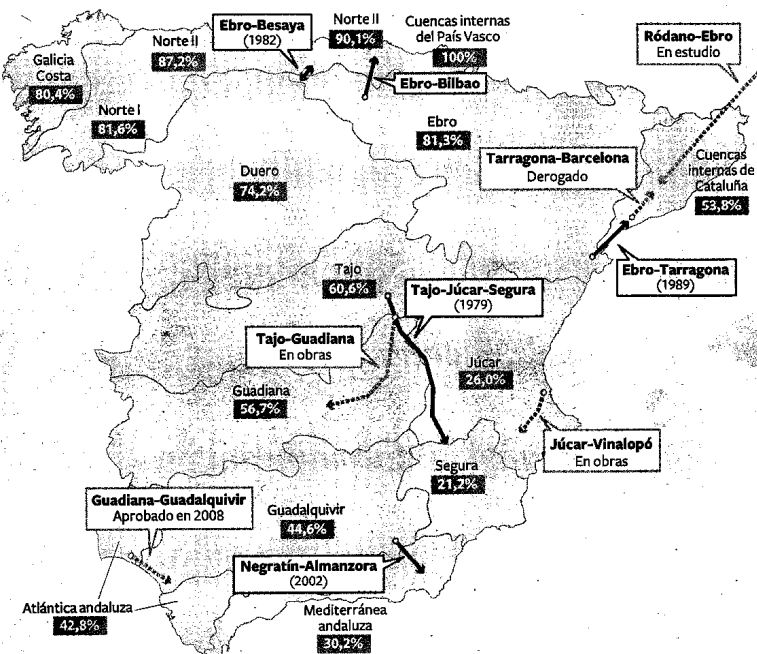 Norte II
90,1%
Cuencas internas
del País Vasco
100%
Ebro-Besaya
(1982)
Ródano-Ebro
En estudio
Norte II
87,2%
Galicia
Costa
80,4%
Ebro-Bilbao
Norte I
81,6%
Ebro
81,3%
Tarragona-Barcelona
Derogado
Cuencas
internas de
Cataluña
53,8%
Duero
74,2%
Ebro-Tarragona
(1989)
Tajo
60,6%
Tajo-Júcar-Segura
(1979)
Tajo-Guadiana
En obras
Júcar
26,0%
Guadiana
56,7%
Júcar-Vinalopó
En obras
Segura
21,2%
Guadiana-Guadalquivir
Aprobado en 2008
Guadalquivir
44,6%
Negratín-Almanzora
(2002)
Atlántica andaluza
42,8%
Mediterránea
andaluza
30,2%